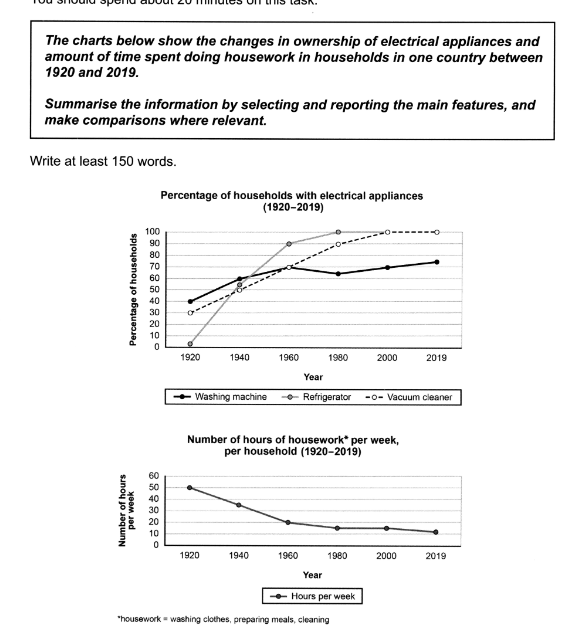 You should spend about 20 minutes on this task.
The charts below show the changes in ownership of electrical appliances and
amount of time spent doing housework in households in one country between
1920 and 2019.
Summarise the information by selecting and reporting the main features, and
make comparisons where relevant.
Write at least 150 words.
Percentage of households with electrical appliances
(1920–2019)
Percentage of households
100
90
80
70
60
50
40
30
20
10
0
1920 1940 1960 1980 2000 2019
Year
Washing machine Refrigerator Vacuum cleaner
Number of hours of housework* per week,
per household (1920–2019)
Number of hours
per week
60
50
40
30
20
10
0
1920 1940 1960 1980 2000 2019
Year
Hours per week
*housework = washing clothes, preparing meals, cleaning